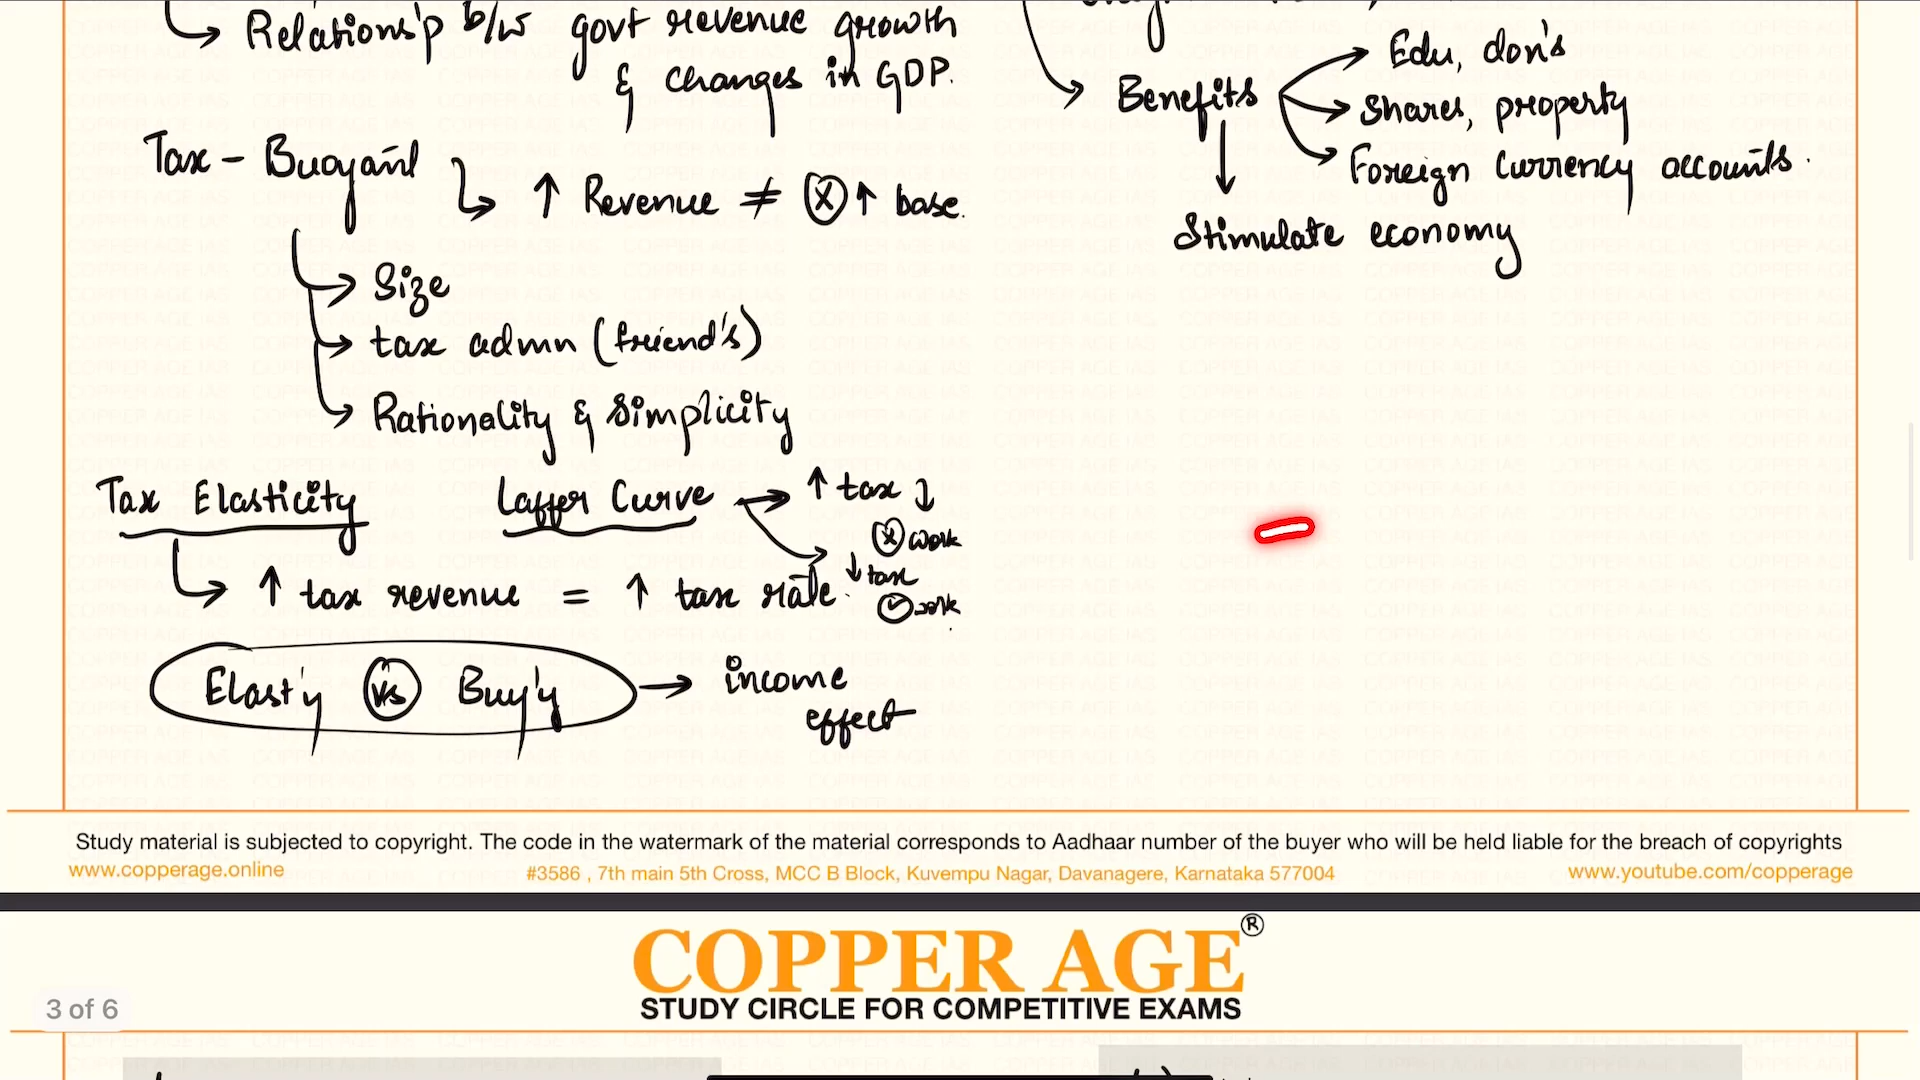 Relations'p b/w govt revenue growth
& changes in GDP.
Tax - Buoyant
↑ Revenue ≠ ⓧ ↑ base.
Size
tax admn (friend's)
Rationality & Simplicity
Tax Elasticity
↑ tax revenue = ↑ tax rate.
Laffer Curve → ↑ tax ↓
ⓧ work
↓ tax
✓ work
Elast'y vs Buy'y → income
effect
Benefits
Edu, don's
Shares, property
Foreign Currency accounts.
Stimulate economy
Study material is subjected to copyright. The code in the watermark of the material corresponds to Aadhaar number of the buyer who will be held liable for the breach of copyrights
www.copperage.online
#3586 , 7th main 5th Cross, MCC B Block, Kuvempu Nagar, Davanagere, Karnataka 577004
www.youtube.com/copperage
COPPER AGE®
STUDY CIRCLE FOR COMPETITIVE EXAMS
3 of 6